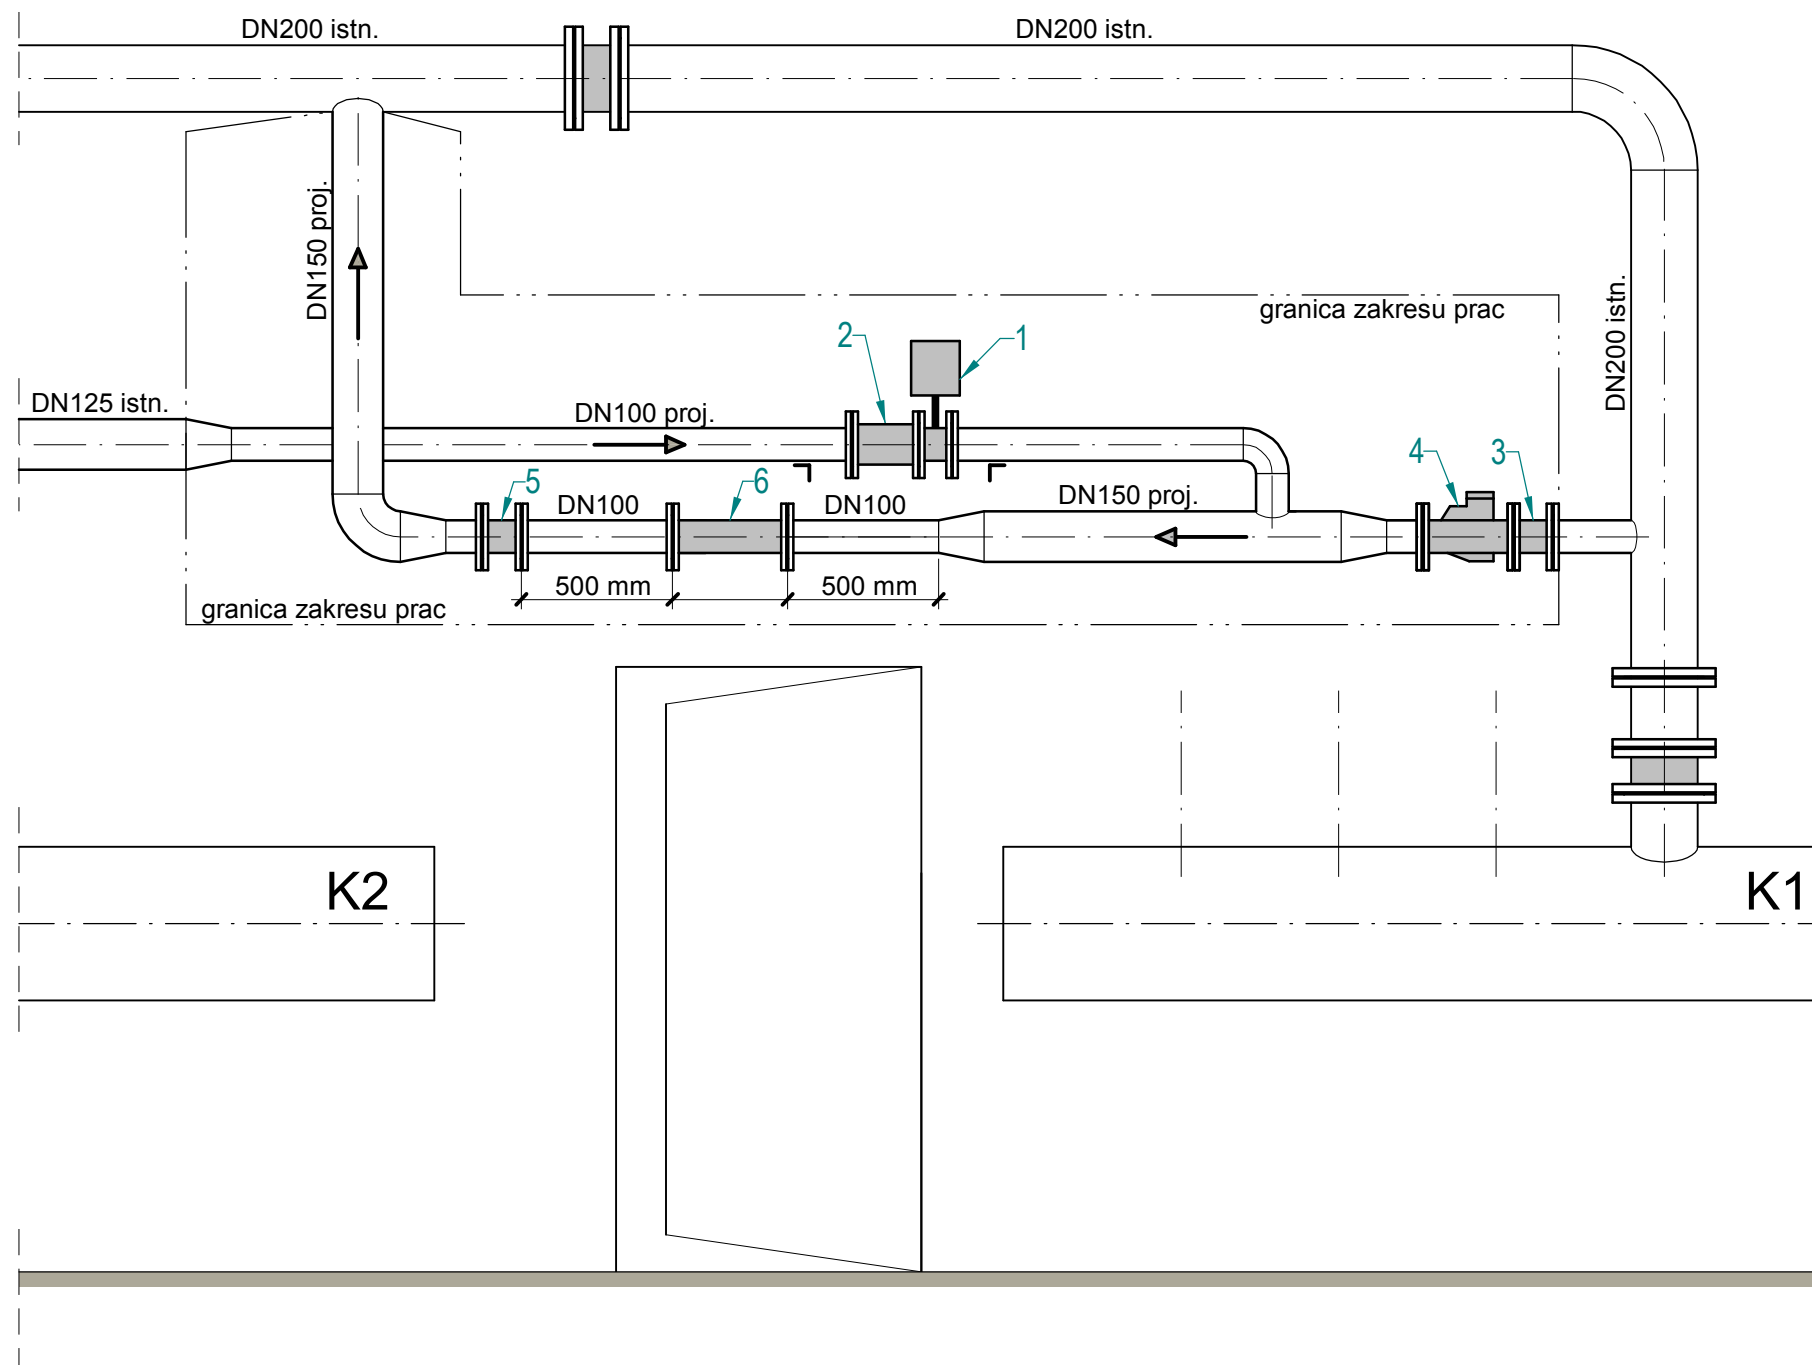 DN200 istn.
DN200 istn.
DN150 proj.
granica zakresu prac
DN200 istn.
2
1
DN125 istn.
DN100 proj.
4
3
5
6
DN100
DN100
DN150 proj.
500 mm
500 mm
granica zakresu prac
K2
K1